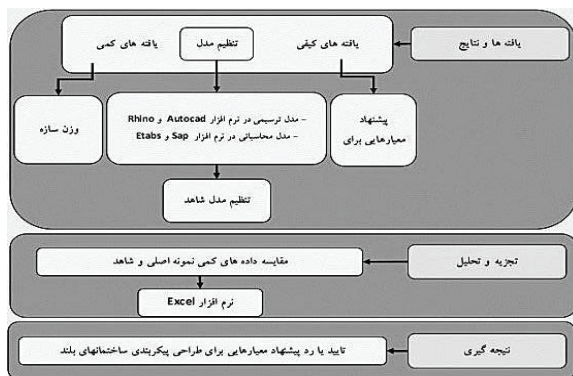 یافته ها و نتایج
یافته های کیفی
تنظیم مدل
یافته های کمی
پیشنهاد
معیارهایی برای
– مدل ترسیمی در نرم افزار Autocad و Rhino
– مدل محاسباتی در نرم افزار Sap و Etabs
وزن سازه
تنظیم مدل شاهد
تجزیه و تحلیل
مقایسه داده های کمی نمونه اصلی و شاهد
نرم افزار Excel
نتیجه گیری
تایید یا رد پیشنهاد معیارهایی برای طراحی پیکربندی ساختمانهای بلند